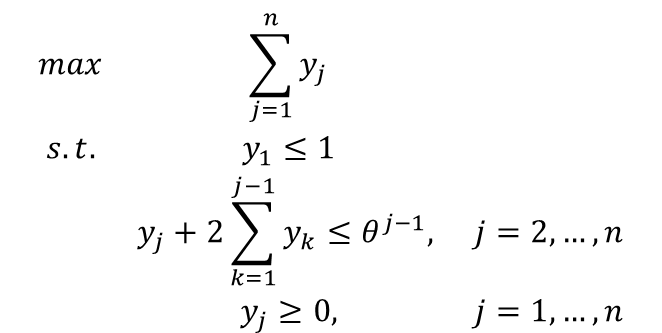 max ∑_{j=1}^{n} y_j
s.t. y_1 ≤ 1
y_j + 2 ∑_{k=1}^{j-1} y_k ≤ θ^{j-1}, j = 2, … , n
y_j ≥ 0, j = 1, … , n